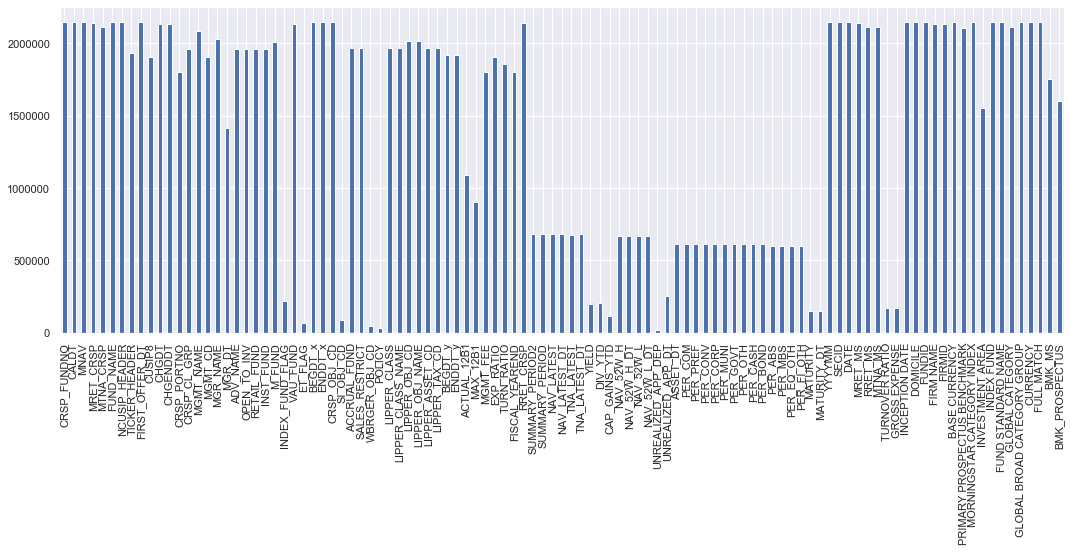 2000000
1500000
1000000
500000
0
CRSP_FUNDNO
CALDT
MNAV
MRET_CRSP
MTNA_CRSP
FUND_NAME
NCUSIP_HEADER
TICKER_HEADER
FIRST_OFFER_DT
CUSIP8
CHGDT
CHGENDDT
CRSP_PORTNO
CRSP_CL_GRP
MGMT_NAME
MGMT_CD
MGR_NAME
MGR_DT
ADV_NAME
OPEN_TO_INV
RETAIL_FUND
INST_FUND
M_FUND
INDEX_FUND_FLAG
VAU_FUND
ET_FLAG
BEGDT_x
ENDDT_x
CRSP_OBJ_CD
SI_OBJ_CD
ACCRUAL_FUND
SALES_RESTRICT
WBRGER_OBJ_CD
POLICY
LIPPER_CLASS
LIPPER_CLASS_NAME
LIPPER_OBJ_CD
LIPPER_OBJ_NAME
LIPPER_ASSET_CD
LIPPER_TAX_CD
BEGDT_y
ENDDT_y
ACTUAL_12B1
MAX_12B1
MGMT_FEE
EXP_RATIO
TURN_RATIO
FISCAL_YEAREND
RRET_CRSP
SUMMARY_PERIOD2
SUMMARY_PERIOD
NAV_LATEST
NAV_LATEST_DT
TNA_LATEST
TNA_LATEST_DT
YIELD
DIV_YTD
CAP_GAINS_YTD
NAV_52W_H
NAV_52W_H_DT
NAV_52W_L
NAV_52W_L_DT
UNREALIZED_APP_DEP
UNREALIZED_APP_DT
ASSET_DT
PER_COM
PER_PREF
PER_CONV
PER_CORP
PER_MUNI
PER_GOVT
PER_OTH
PER_CASH
PER_BOND
PER_ABS
PER_MBS
PER_EQ_OTH
PER_FI_OTH
MATURITY
MATURITY_DT
YYYYMM
SECID
DATE
MRET_MS
RRET_MS
MTNA_MS
TURNOVER RATIO
GROSS EXPENSE
INCEPTION DATE
DOMICILE
FUNDID
FIRM NAME
FIRMID
BASE CURRENCY
PRIMARY PROSPECTUS BENCHMARK
MORNINGSTAR CATEGORY INDEX
INVESTMENT AREA
INDEX FUND
FUND STANDARD NAME
GLOBAL CATEGORY
GLOBAL BROAD CATEGORY GROUP
CURRENCY
FULL_MATCH
BMK_MS
BMK_PROSPECTUS